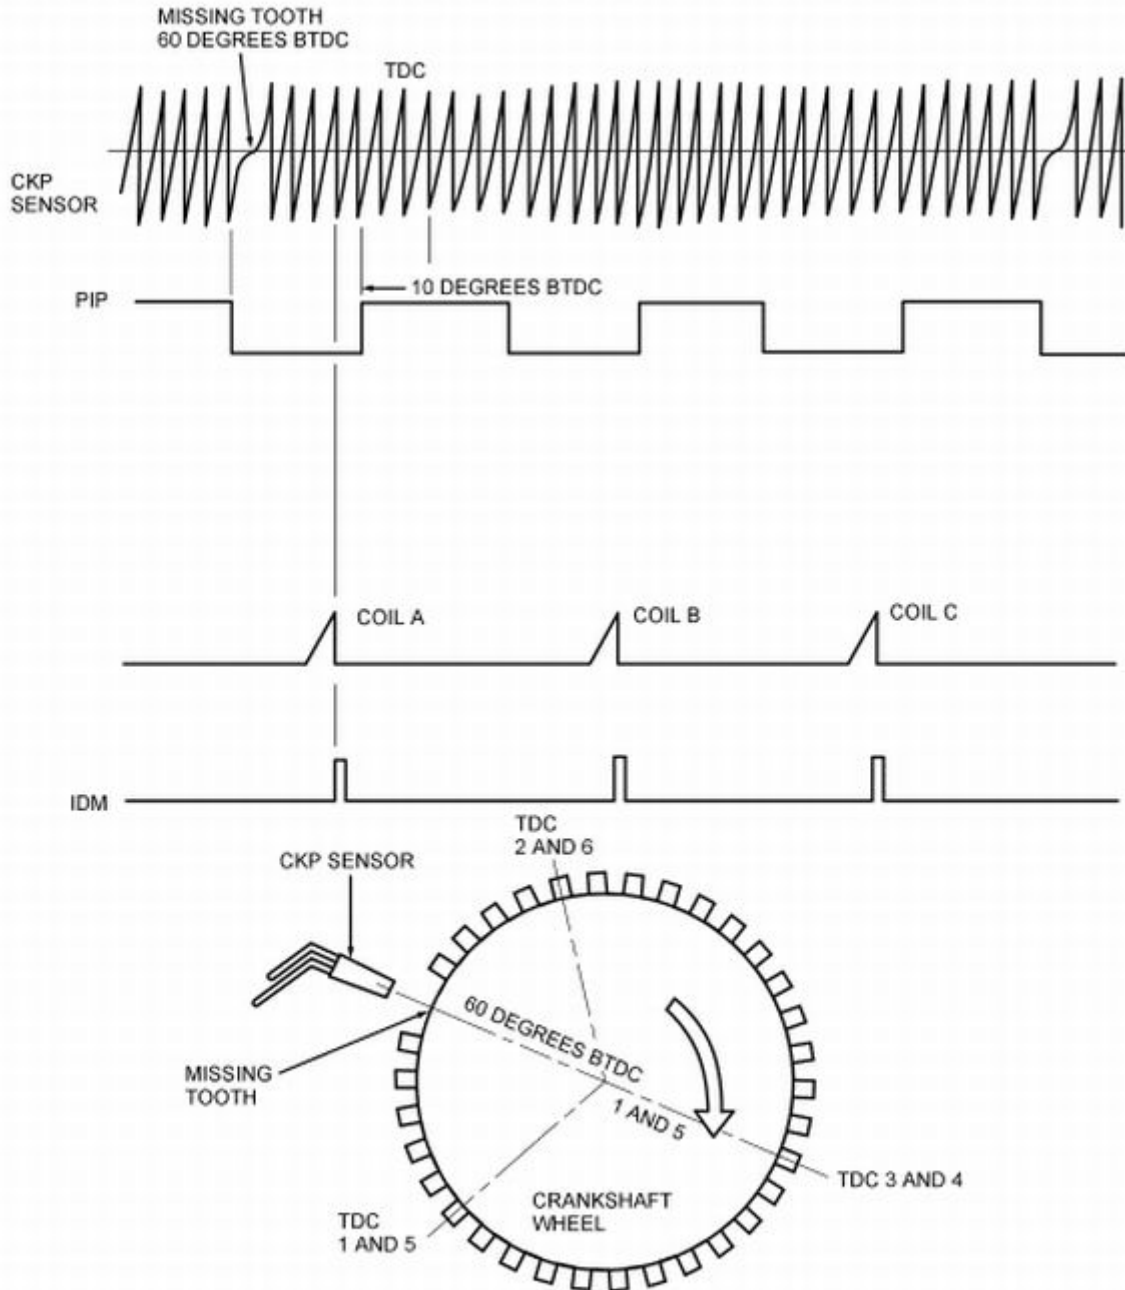 MISSING TOOTH
60 DEGREES BTDC
TDC
CKP
SENSOR
PIP
10 DEGREES BTDC
COIL A
COIL B
COIL C
IDM
TDC
2 AND 6
CKP SENSOR
60 DEGREES BTDC
1 AND 5
MISSING
TOOTH
TDC 3 AND 4
CRANKSHAFT
WHEEL
TDC
1 AND 5